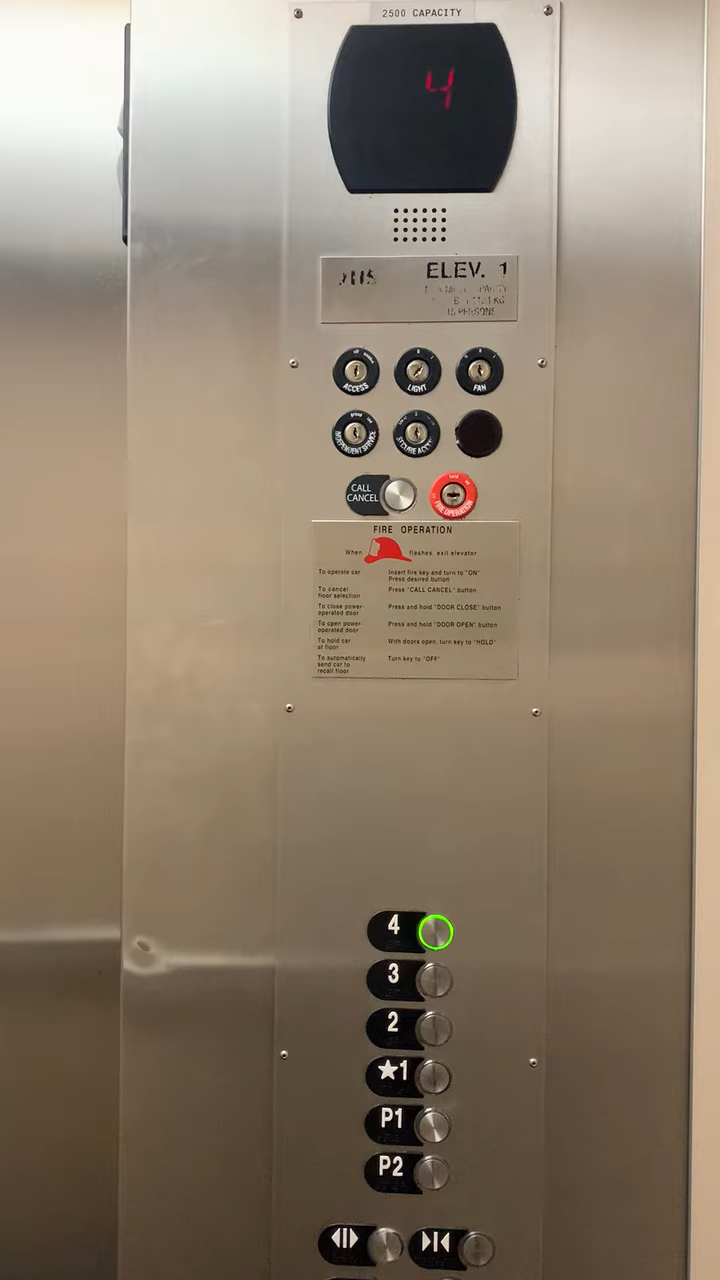 2500 CAPACITY
4
ELEV. 1
KG
ACCESS
LIGHT
FAN
INDEPENDENT SERVICE
CALL
CANCEL
FIRE OPERATION
FIRE OPERATION
When flashes, exit elevator
To operate car Insert fire key and turn to "ON"
Press desired button
To cancel Press "CALL CANCEL" button
floor selection
To close power- Press and hold "DOOR CLOSE" button
operated door
To open power- Press and hold "DOOR OPEN" button
operated door
To hold car With doors open, turn key to "HOLD"
at floor
To automatically Turn key to "OFF"
send car to
recall floor
4
3
2
★1
P1
P2